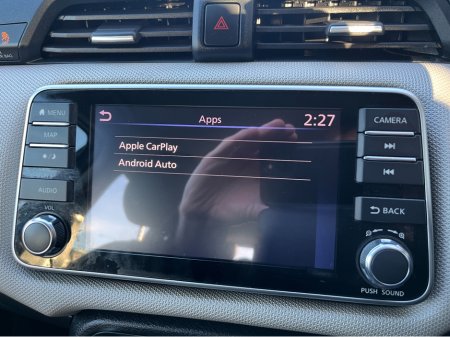 Apps
2:27
Apple CarPlay
Android Auto
MENU
MAP
AUDIO
VOL
CAMERA
BACK
PUSH SOUND